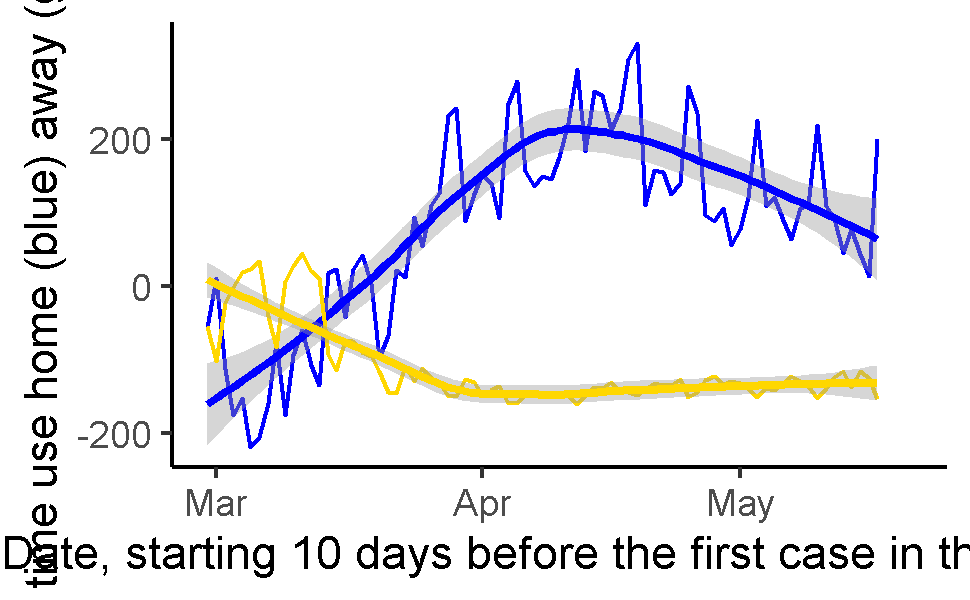 time use home (blue) away (
200
0
-200
Mar Apr May
Date, starting 10 days before the first case in th